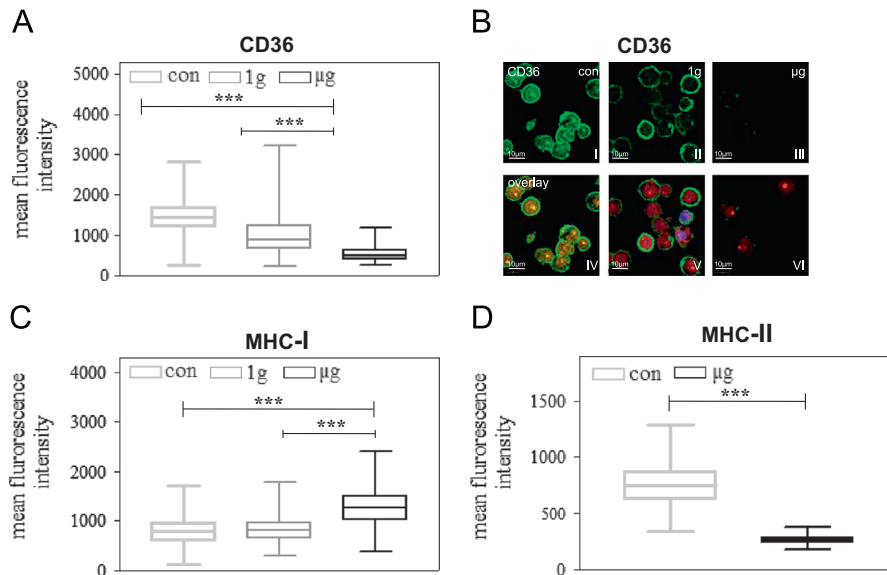 A
CD36
con
1g
µg
***
***
5000
4000
3000
2000
1000
0
mean fluorescence
intensity
B
CD36
CD36
con
1g
µg
10µm
I
10µm
II
10µm
III
overlay
10µm
IV
10µm
V
10µm
VI
C
MHC-I
con
1g
µg
***
***
4000
3000
2000
1000
0
mean flurorescence
intensity
D
MHC-II
con
µg
***
1500
1000
500
0
mean flurorescence
intensity